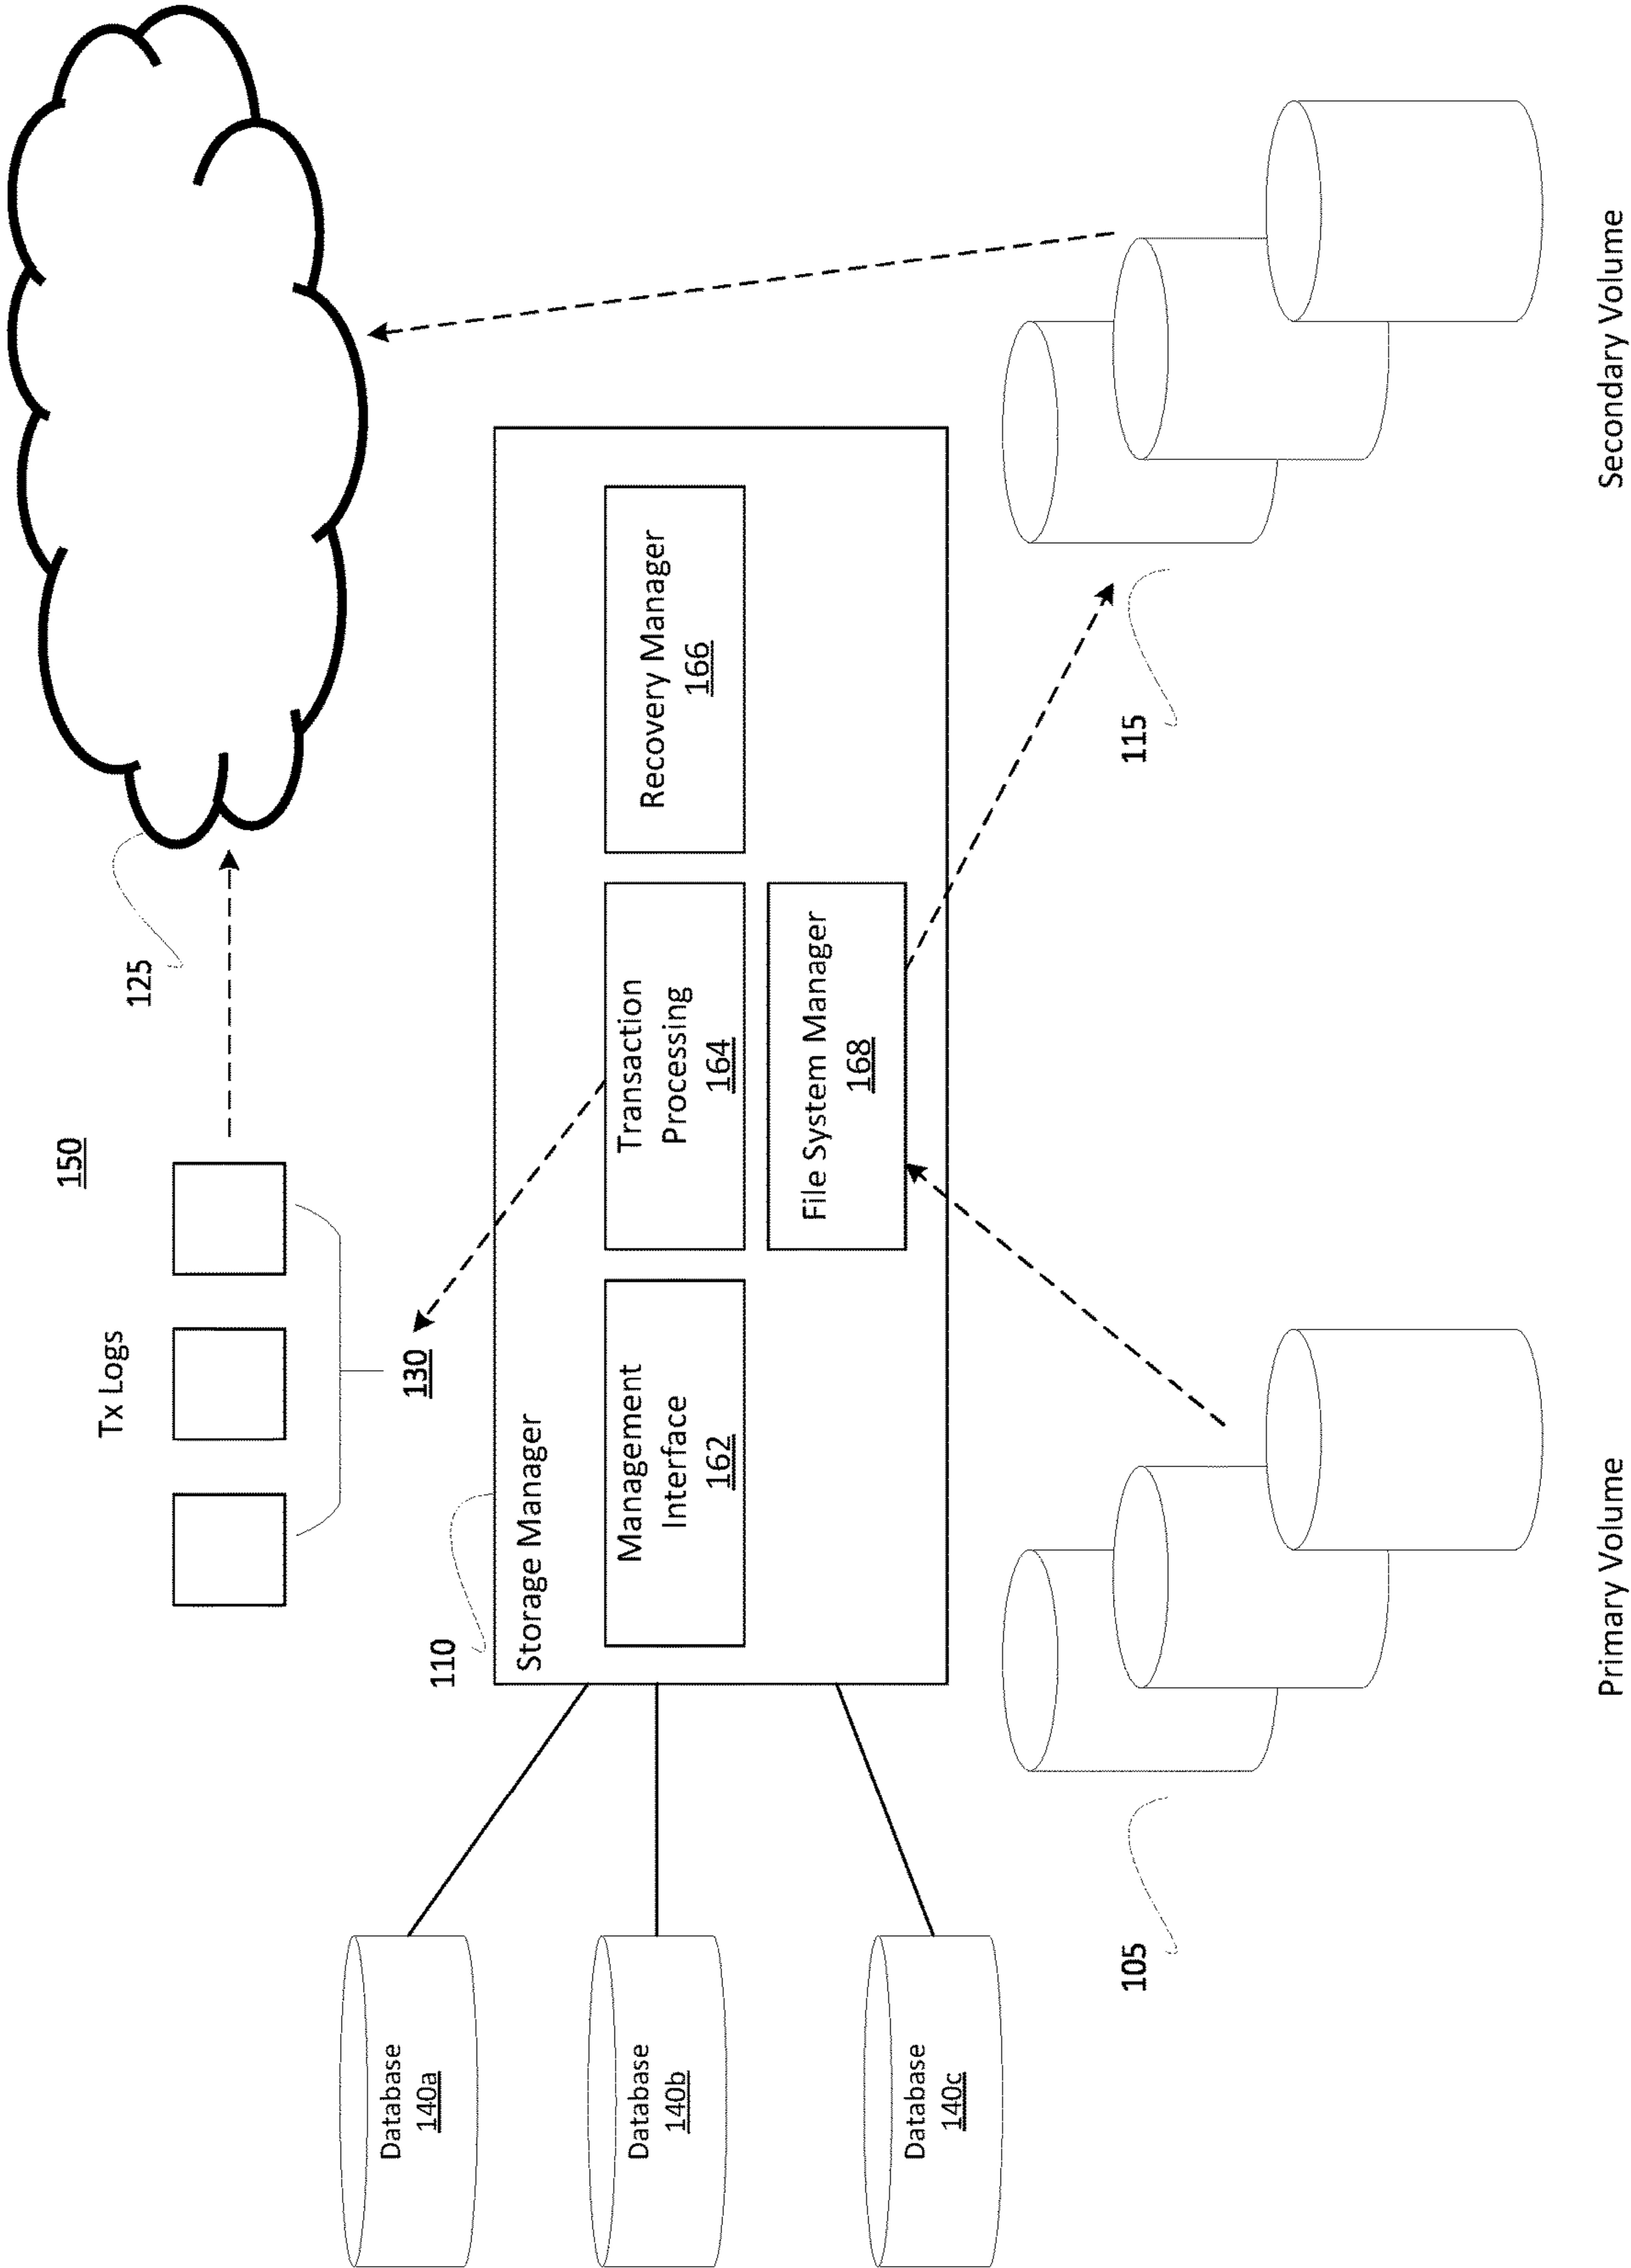 150
Tx Logs
125
130
110
Storage Manager
Management
Interface
162
Transaction
Processing
164
Recovery Manager
166
File System Manager
168
Database
140a
Database
140b
Database
140c
105
115
Primary Volume
Secondary Volume